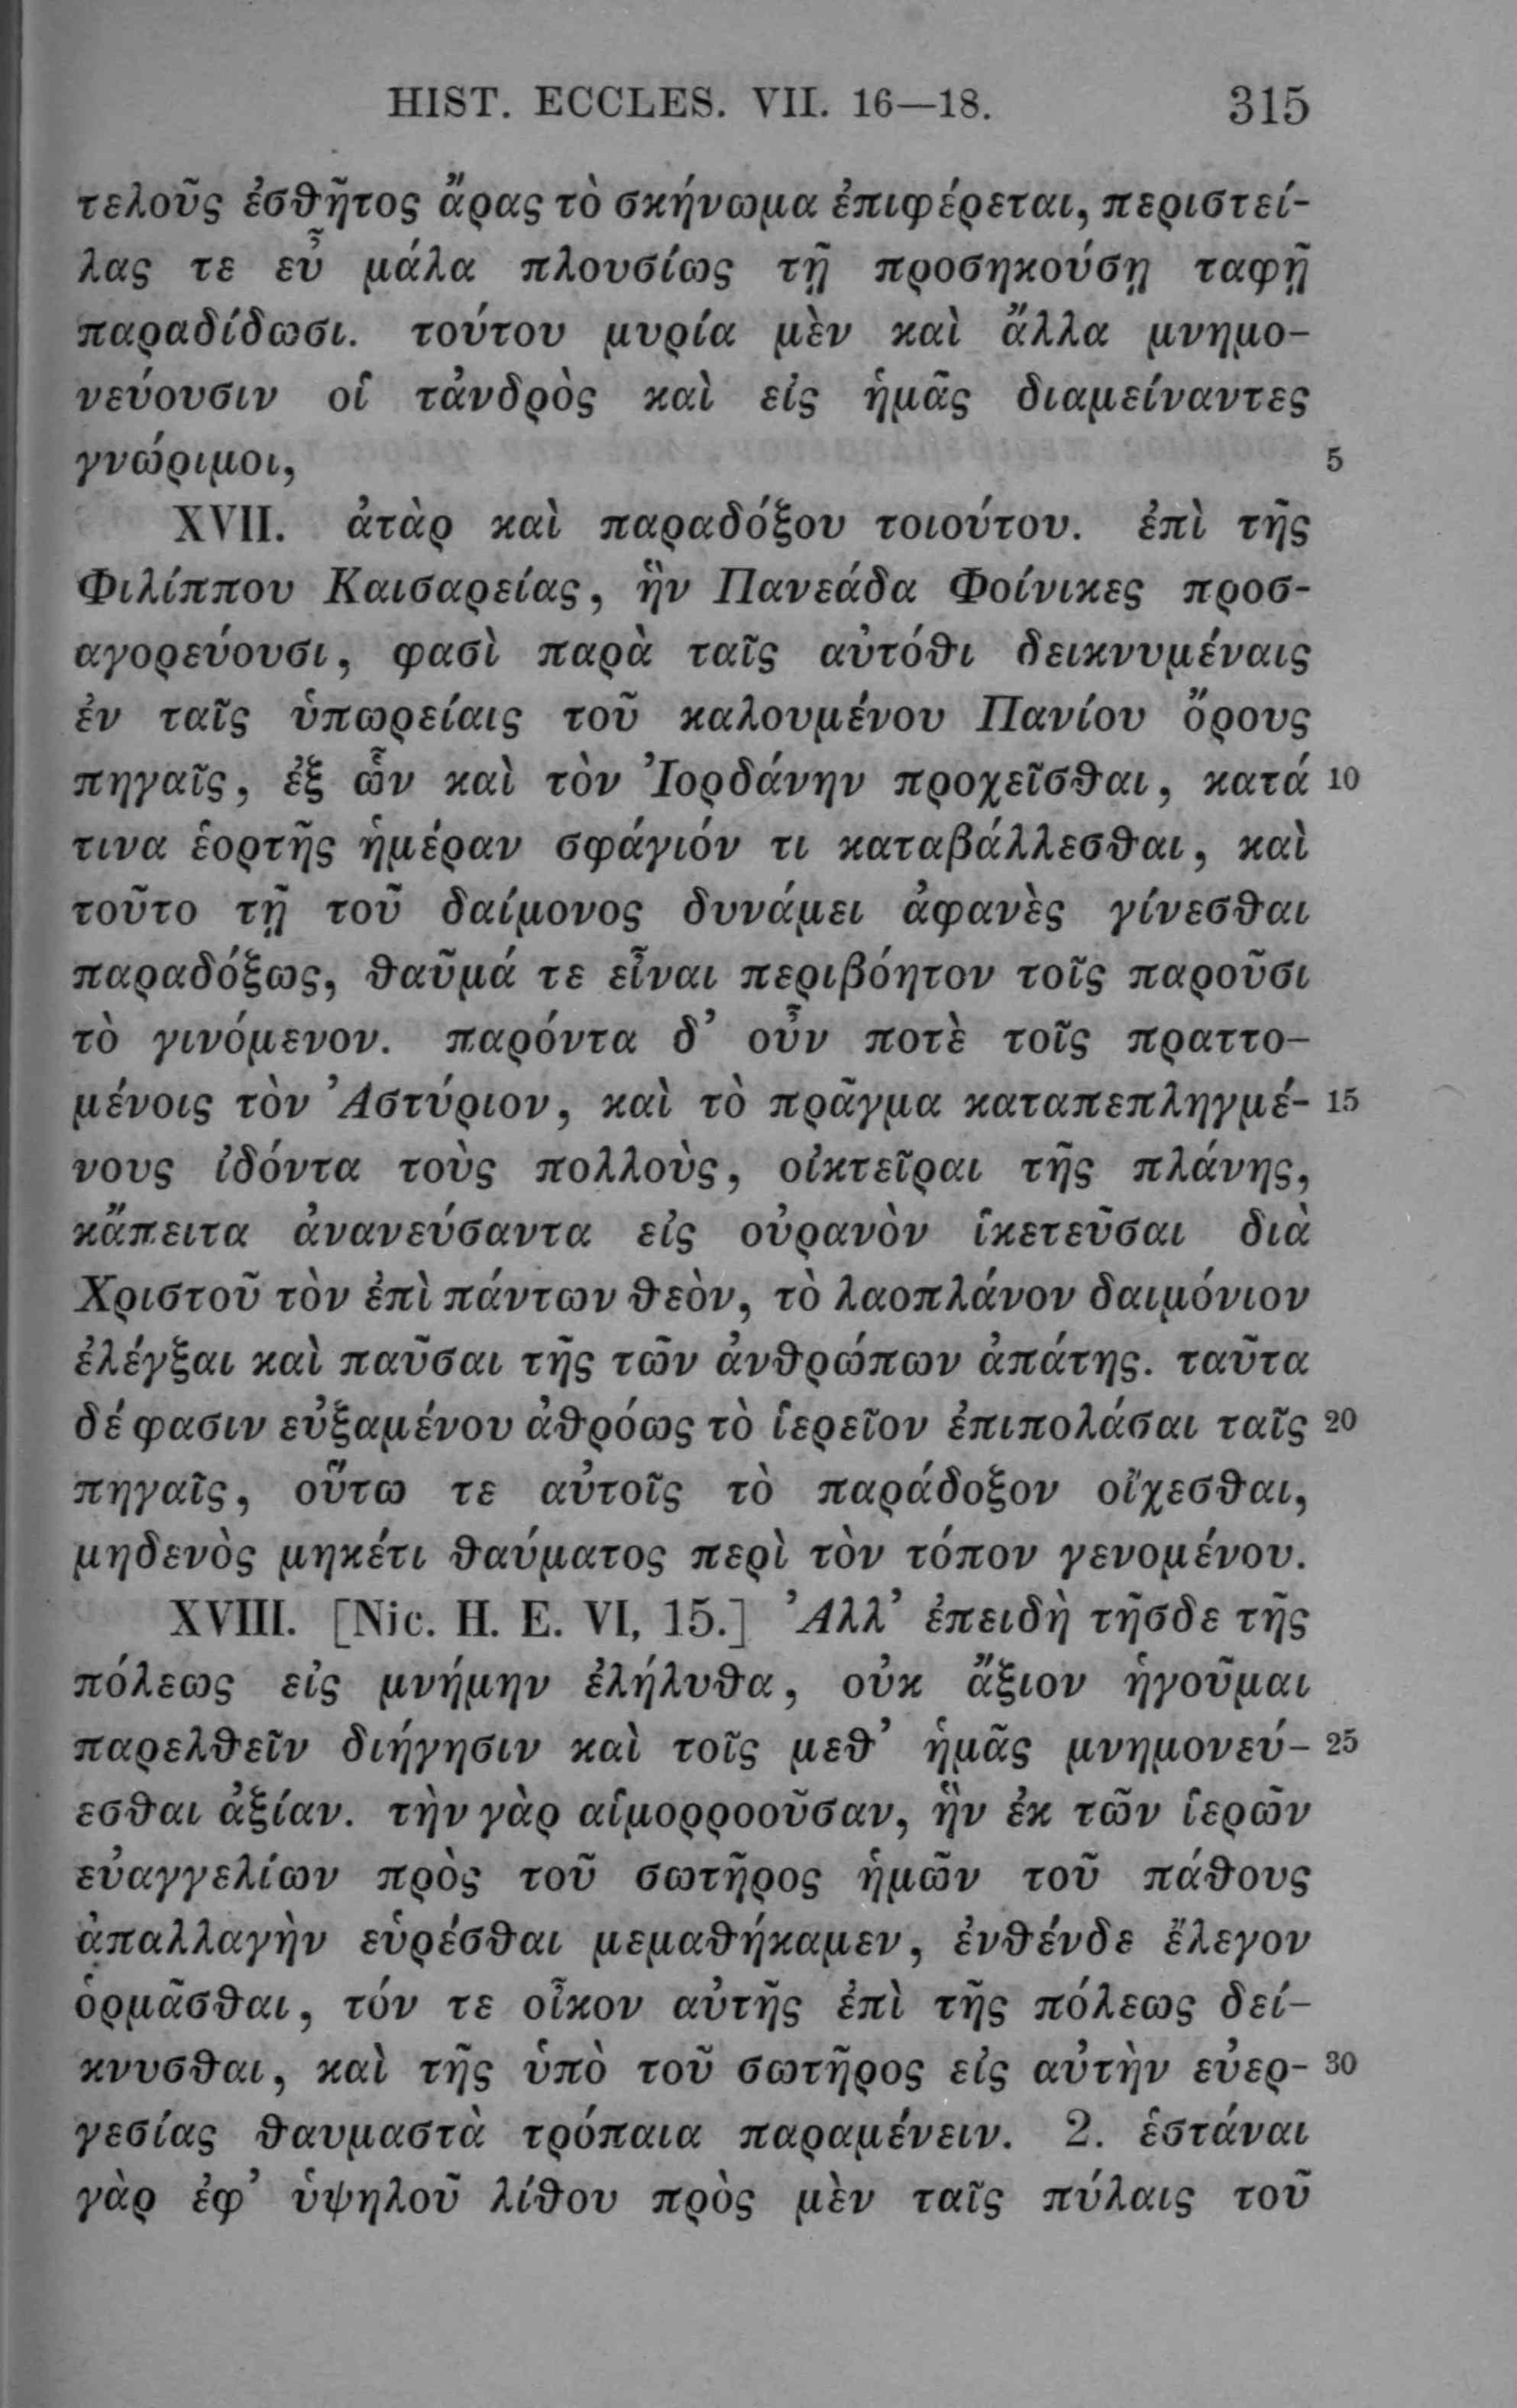 HIST. ECCLES. VII. 16—18. 315
τελοῦς ἐσθῆτος ἄρας τὸ σκήνωμα ἐπιφέρεται, περιστεί-
λας τε εὖ μάλα πλουσίως τῇ προσηκούσῃ ταφῇ
παραδίδωσι. τούτου μυρία μὲν καὶ ἄλλα μνημο-
νεύουσιν οἱ τἀνδρὸς καὶ εἰς ἡμᾶς διαμείναντες
γνώριμοι, 5
XVII. ἀτὰρ καὶ παραδόξου τοιούτου. ἐπὶ τῆς
Φιλίππου Καισαρείας, ἣν Πανεάδα Φοίνικες προσ-
αγορεύουσι, φασὶ παρὰ ταῖς αὐτόθι δεικνυμέναις
ἐν ταῖς ὑπωρείαις τοῦ καλουμένου Πανίου ὄρους
πηγαῖς, ἐξ ὧν καὶ τὸν Ἰορδάνην προχεῖσθαι, κατά 10
τινα ἑορτῆς ἡμέραν σφάγιόν τι καταβάλλεσθαι, καὶ
τοῦτο τῇ τοῦ δαίμονος δυνάμει ἀφανὲς γίνεσθαι
παραδόξως, θαῦμά τε εἶναι περιβόητον τοῖς παροῦσι
τὸ γινόμενον. παρόντα δ’ οὖν ποτὲ τοῖς πραττο-
μένοις τὸν Ἀστύριον, καὶ τὸ πρᾶγμα καταπεπληγμέ- 15
νους ἰδόντα τοὺς πολλοὺς, οἰκτεῖραι τῆς πλάνης,
κἄπειτα ἀνανεύσαντα εἰς οὐρανὸν ἱκετεῦσαι διὰ
Χριστοῦ τὸν ἐπὶ πάντων θεὸν, τὸ λαοπλάνον δαιμόνιον
ἐλέγξαι καὶ παῦσαι τῆς τῶν ἀνθρώπων ἀπάτης. ταῦτα
δέ φασιν εὐξαμένου ἀθρόως τὸ ἱερεῖον ἐπιπολάσαι ταῖς 20
πηγαῖς, οὕτω τε αὐτοῖς τὸ παράδοξον οἴχεσθαι,
μηδενὸς μηκέτι θαύματος περὶ τὸν τόπον γενομένου.
XVIII. [Nic. H. E. VI, 15.] Ἀλλ’ ἐπειδὴ τῆσδε τῆς
πόλεως εἰς μνήμην ἐλήλυθα, οὐκ ἄξιον ἡγοῦμαι
παρελθεῖν διήγησιν καὶ τοῖς μεθ’ ἡμᾶς μνημονεύ- 25
εσθαι ἀξίαν. τὴν γὰρ αἱμορροοῦσαν, ἣν ἐκ τῶν ἱερῶν
εὐαγγελίων πρὸς τοῦ σωτῆρος ἡμῶν τοῦ πάθους
ἀπαλλαγὴν εὑρέσθαι μεμαθήκαμεν, ἐνθένδε ἔλεγον
ὁρμᾶσθαι, τόν τε οἶκον αὐτῆς ἐπὶ τῆς πόλεως δεί-
κνυσθαι, καὶ τῆς ὑπὸ τοῦ σωτῆρος εἰς αὐτὴν εὐερ- 30
γεσίας θαυμαστὰ τρόπαια παραμένειν. 2. ἑστάναι
γὰρ ἐφ’ ὑψηλοῦ λίθου πρὸς μὲν ταῖς πύλαις τοῦ